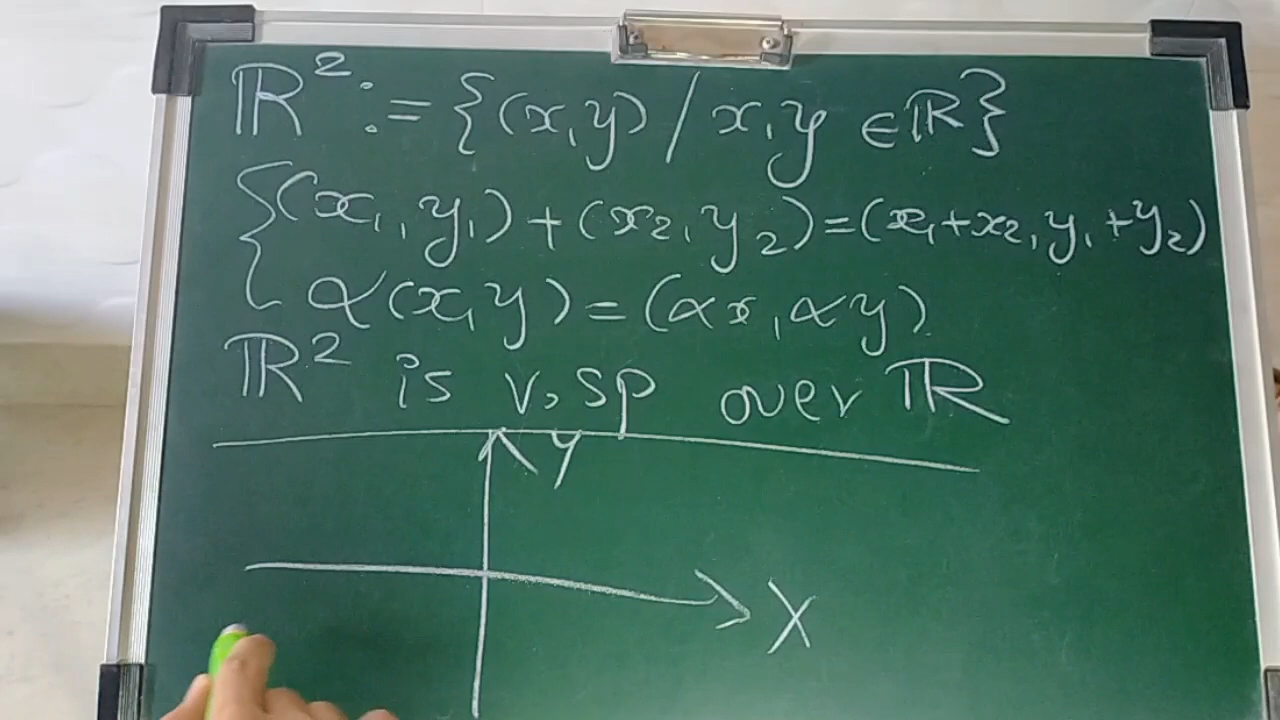 ℝ² := {(x,y) / x,y ∈ ℝ}
{(x₁,y₁)+(x₂,y₂)=(x₁+x₂,y₁+y₂)
α(x,y)=(αx,αy).
ℝ² is v.sp over ℝ
Y
X